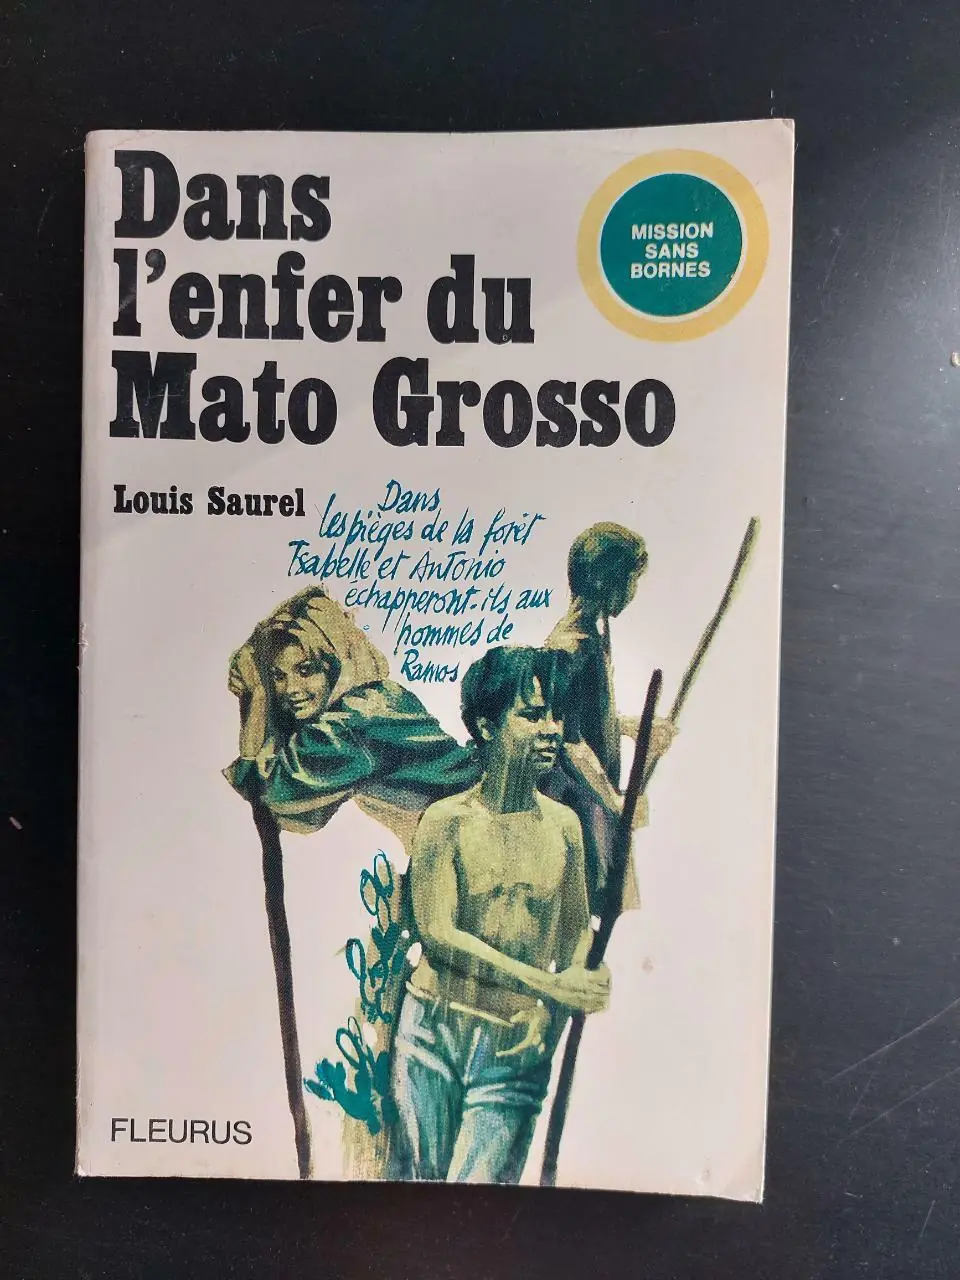 Dans
l'enfer du
Mato Grosso
MISSION
SANS
BORNES
Louis Saurel
Dans
les pièges de la forêt
Isabelle et Antonio
échapperont-ils aux
hommes de
Ramos
FLEURUS